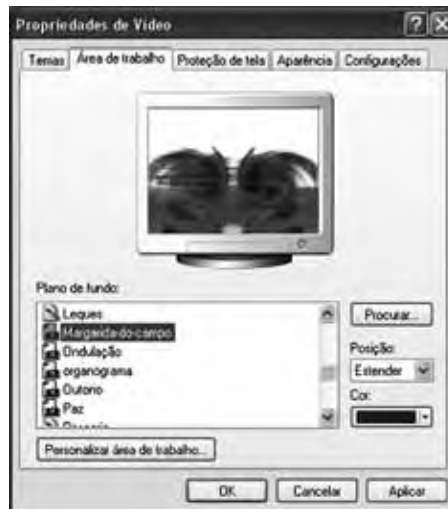 Propriedades de Vídeo
Temas Área de trabalho Proteção de tela Aparência Configurações
Plano de fundo:
Leques
Margarida-do-campo
Ondulação
organograma
Outono
Paz
Procurar...
Posição:
Estender
Cor:
Personalizar área de trabalho...
OK Cancelar Aplicar